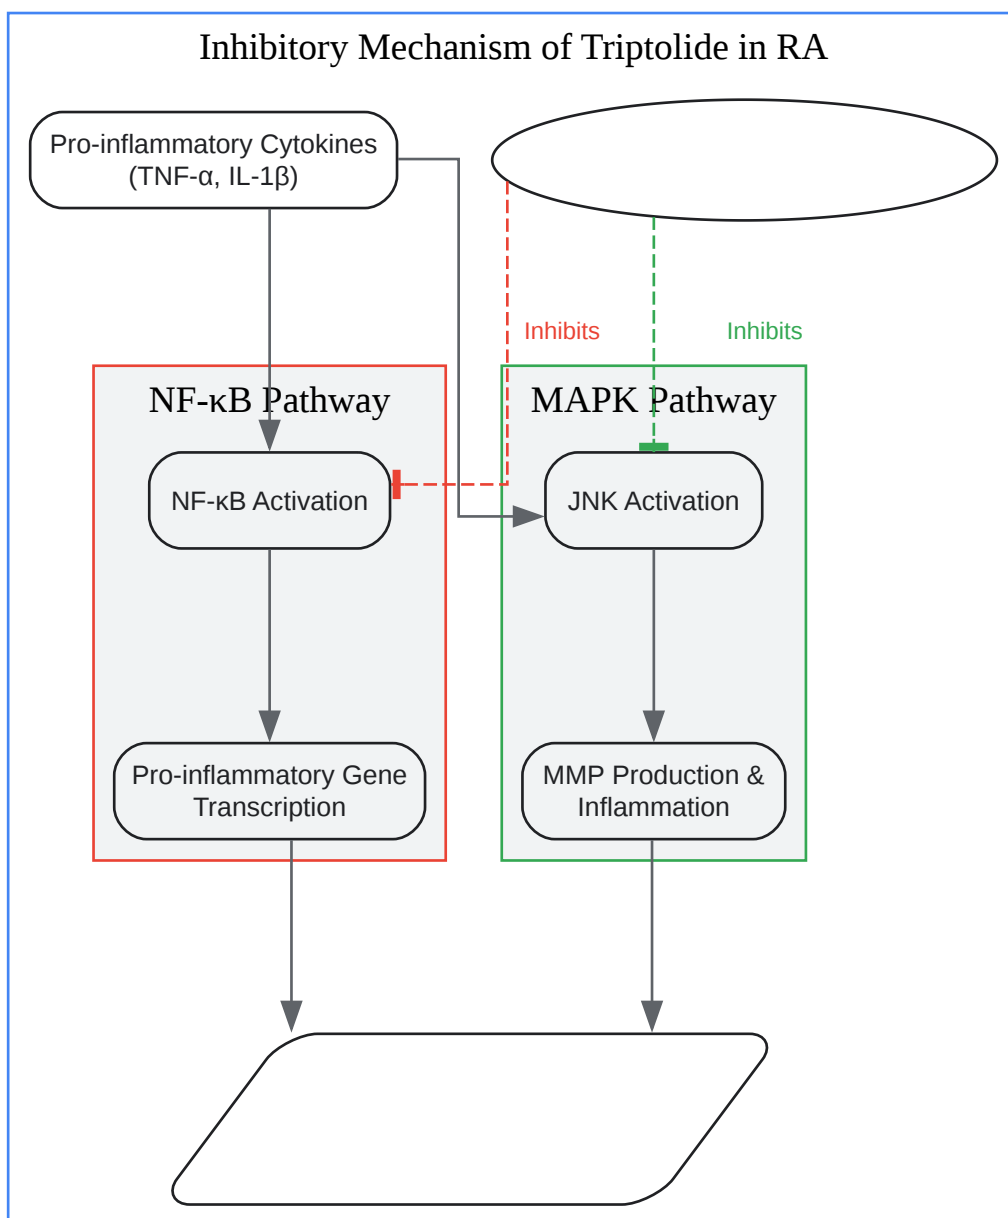 Inhibitory Mechanism of Triptolide in RA
Pro-inflammatory Cytokines
(TNF-α, IL-1β)
Inhibits
Inhibits
NF-κB Pathway
MAPK Pathway
NF-κB Activation
JNK Activation
Pro-inflammatory Gene
Transcription
MMP Production &
Inflammation